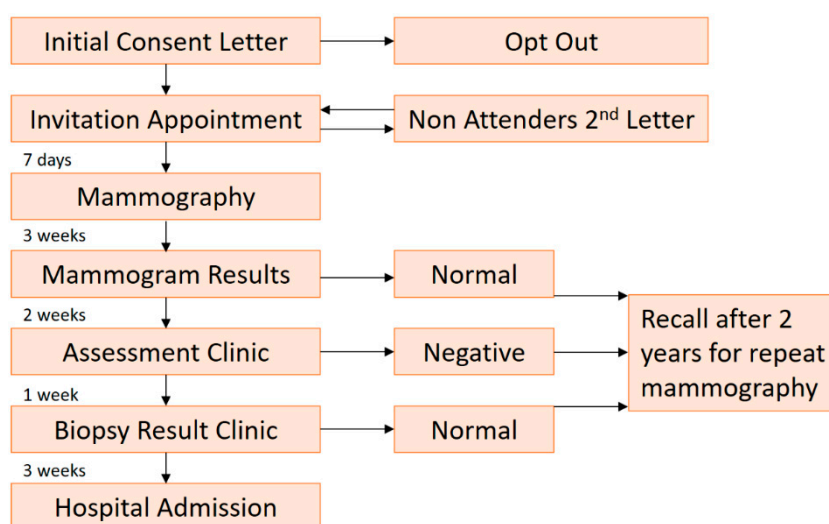 Initial Consent Letter
Opt Out
Invitation Appointment
Non Attenders 2nd Letter
7 days
Mammography
3 weeks
Mammogram Results
Normal
2 weeks
Recall after 2
years for repeat
mammography
Assessment Clinic
Negative
1 week
Biopsy Result Clinic
Normal
3 weeks
Hospital Admission